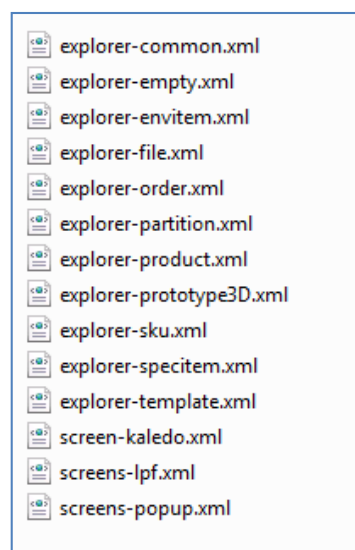 explorer-common.xml
explorer-empty.xml
explorer-envitem.xml
explorer-file.xml
explorer-order.xml
explorer-partition.xml
explorer-product.xml
explorer-prototype3D.xml
explorer-sku.xml
explorer-specitem.xml
explorer-template.xml
screen-kaledo.xml
screens-lpf.xml
screens-popup.xml